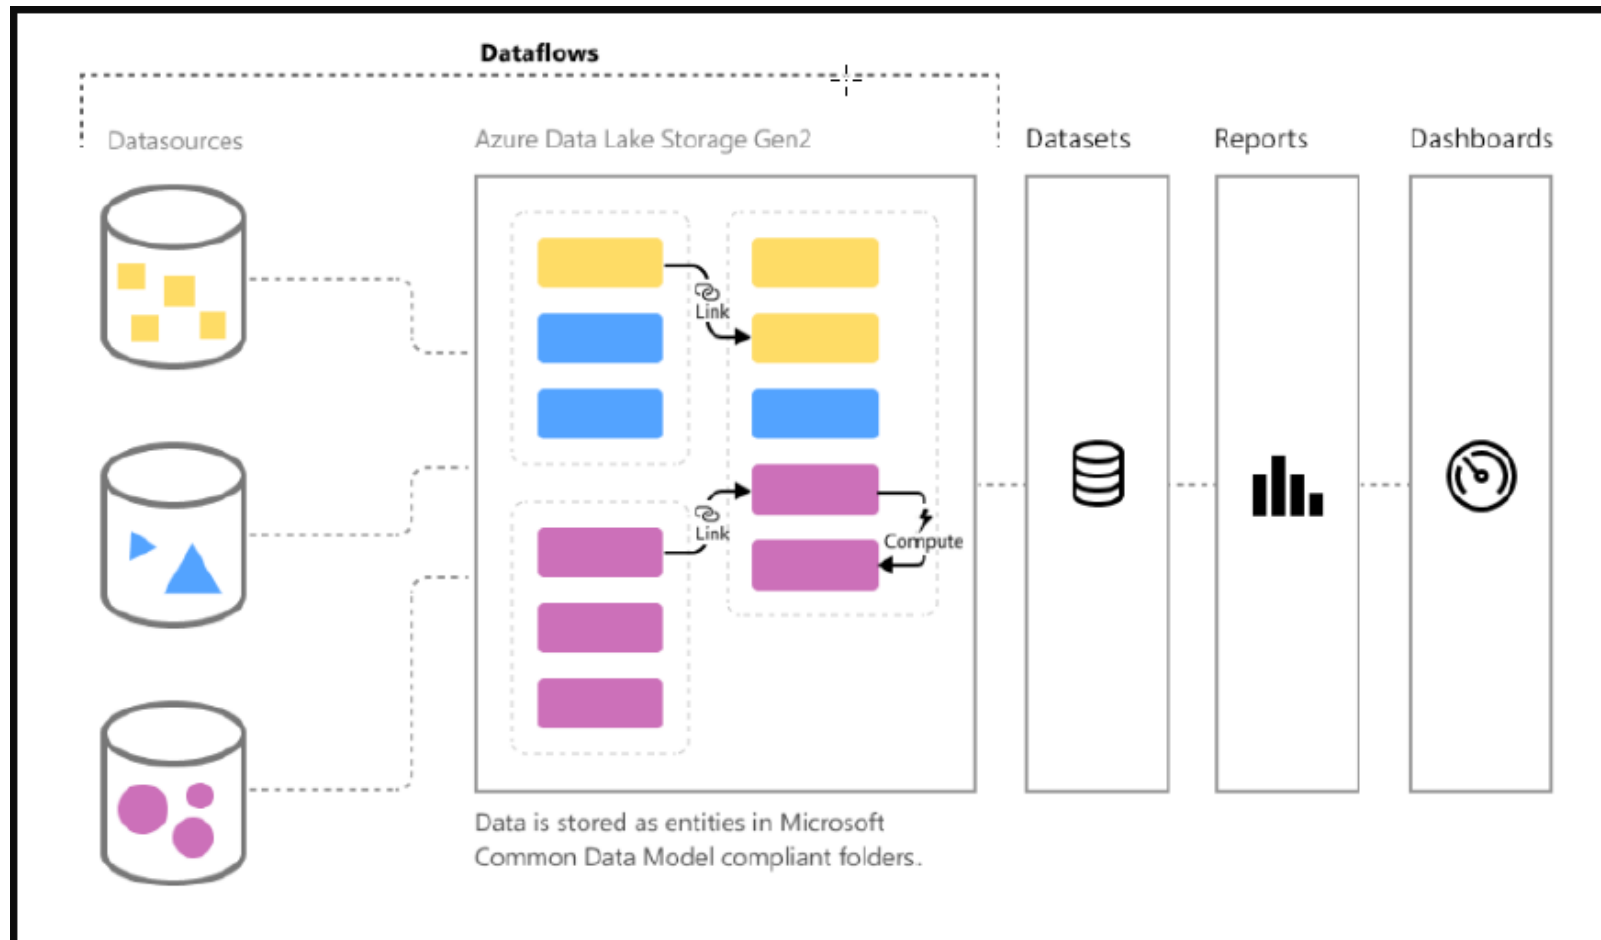 Dataflows
Datasources
Azure Data Lake Storage Gen2
Datasets
Reports
Dashboards
Link
Link
Compute
Data is stored as entities in Microsoft
Common Data Model compliant folders.